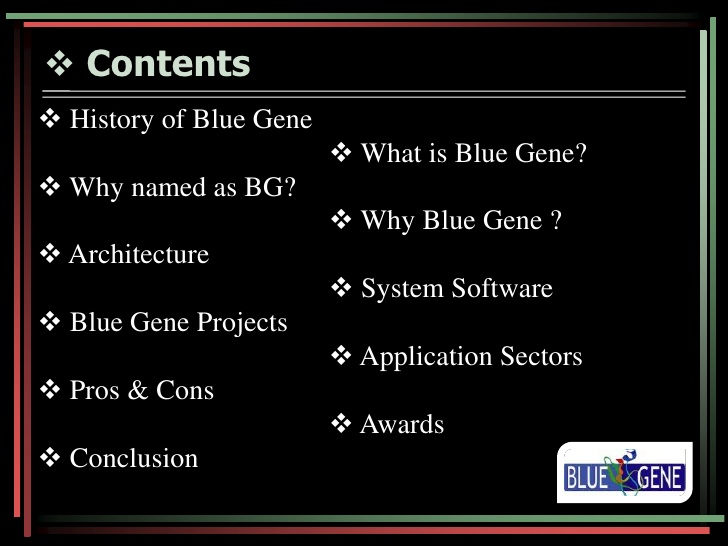 ❖ Contents
❖ History of Blue Gene
❖ What is Blue Gene?
❖ Why named as BG?
❖ Why Blue Gene ?
❖ Architecture
❖ System Software
❖ Blue Gene Projects
❖ Application Sectors
❖ Pros & Cons
❖ Awards
❖ Conclusion
BLUE GENE